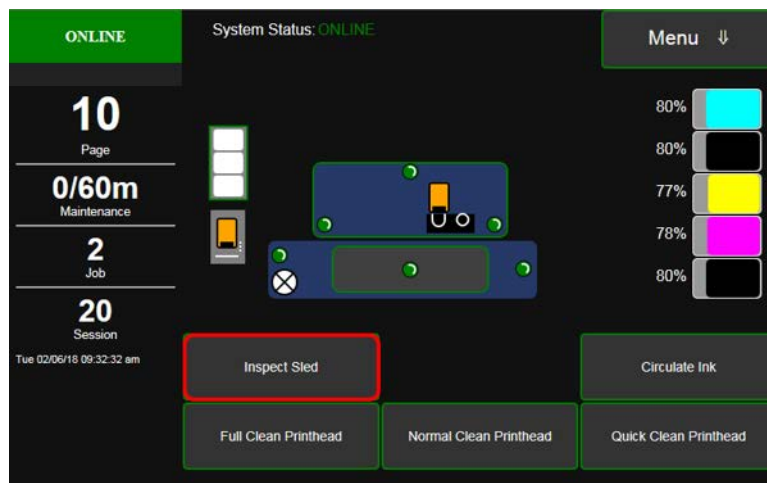 ONLINE
System Status: ONLINE
Menu ⇓
10
Page
0/60m
Maintenance
2
Job
20
Session
Tue 02/06/18 09:32:32 am
80%
80%
77%
78%
80%
Inspect Sled
Circulate Ink
Full Clean Printhead
Normal Clean Printhead
Quick Clean Printhead